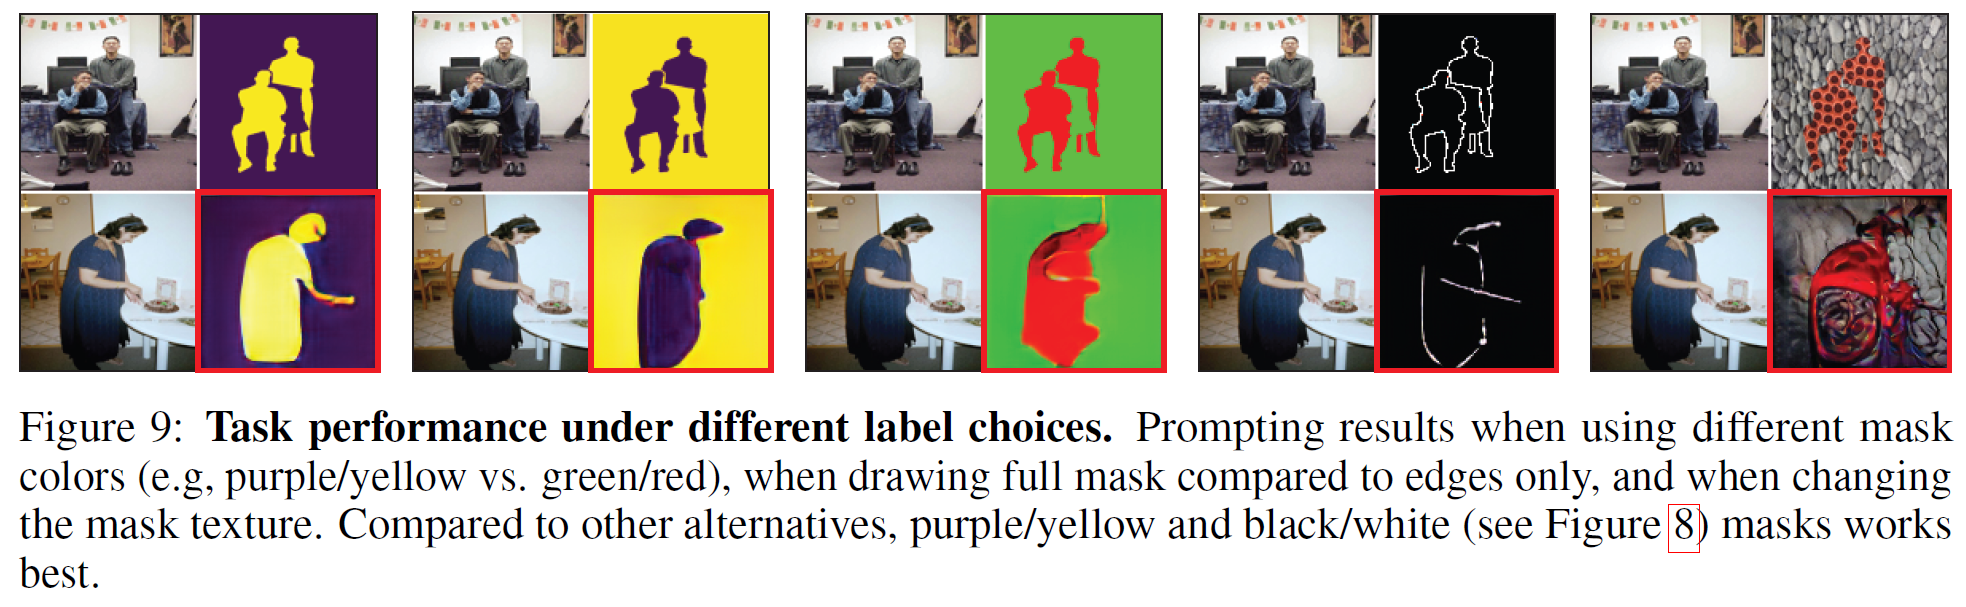 Figure 9: Task performance under different label choices. Prompting results when using different mask
colors (e.g, purple/yellow vs. green/red), when drawing full mask compared to edges only, and when changing
the mask texture. Compared to other alternatives, purple/yellow and black/white (see Figure 8) masks works
best.